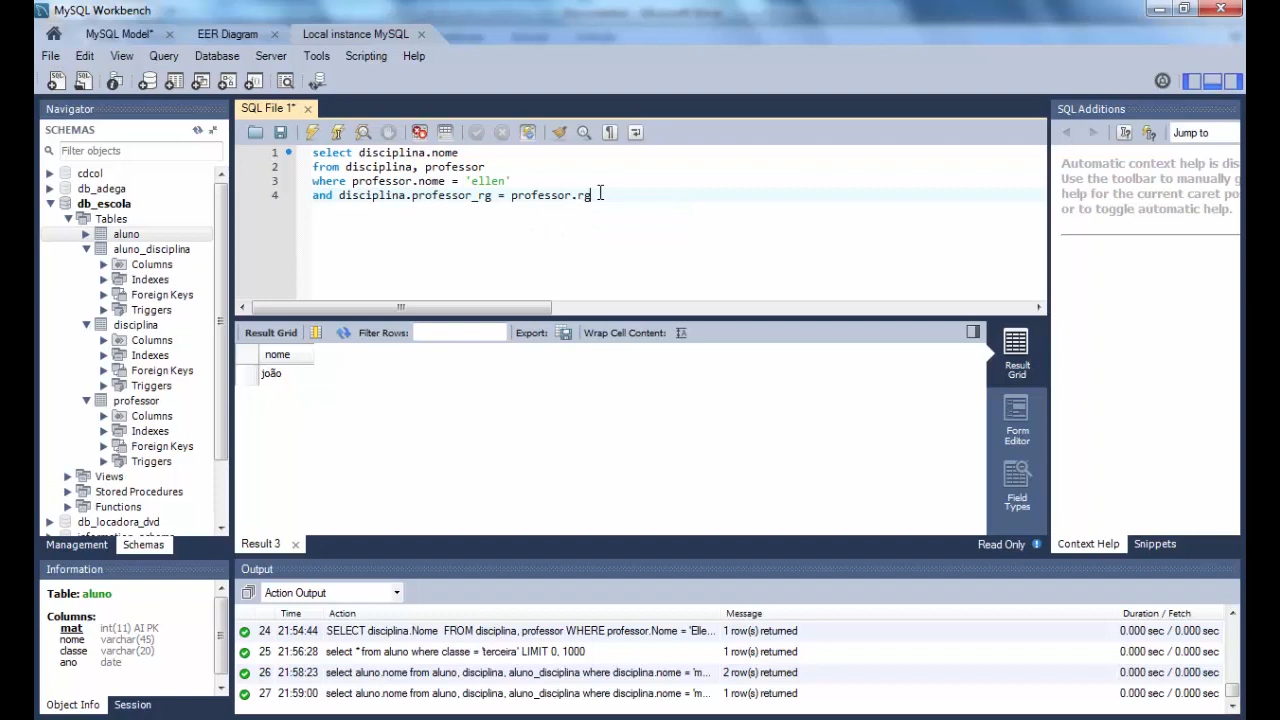 MySQL Workbench
MySQL Model* × EER Diagram × Local instance MySQL ×
File Edit View Query Database Server Tools Scripting Help
Navigator
SCHEMAS
Filter objects
cdcol
db_adega
db_escola
Tables
aluno
aluno_disciplina
Columns
Indexes
Foreign Keys
Triggers
disciplina
Columns
Indexes
Foreign Keys
Triggers
professor
Columns
Indexes
Foreign Keys
Triggers
Views
Stored Procedures
Functions
db_locadora_dvd
Management Schemas
Information
Table: aluno
Columns:
mat int(11) AI PK
nome varchar(45)
classe varchar(20)
ano date
Object Info Session
SQL File 1* ×
1 select disciplina.nome
2 from disciplina, professor
3 where professor.nome = 'ellen'
4 and disciplina.professor_rg = professor.rg
Result Grid Filter Rows: Export: Wrap Cell Content:
nome
joão
Result Grid
Form Editor
Field Types
Result 3 ×
Read Only
SQL Additions
Jump to
Automatic context help is dis
Use the toolbar to manually g
help for the current caret po
or to toggle automatic help.
Context Help Snippets
Output
Action Output
Time Action Message Duration / Fetch
24 21:54:44 SELECT disciplina.Nome FROM disciplina, professor WHERE professor.Nome = 'Elle... 1 row(s) returned 0.000 sec / 0.000 sec
25 21:56:28 select * from aluno where classe = 'terceira' LIMIT 0, 1000 1 row(s) returned 0.000 sec / 0.000 sec
26 21:58:23 select aluno.nome from aluno, disciplina, aluno_disciplina where disciplina.nome = 'm... 2 row(s) returned 0.000 sec / 0.000 sec
27 21:59:00 select aluno.nome from aluno, disciplina, aluno_disciplina where disciplina.nome = 'm... 1 row(s) returned 0.000 sec / 0.000 sec